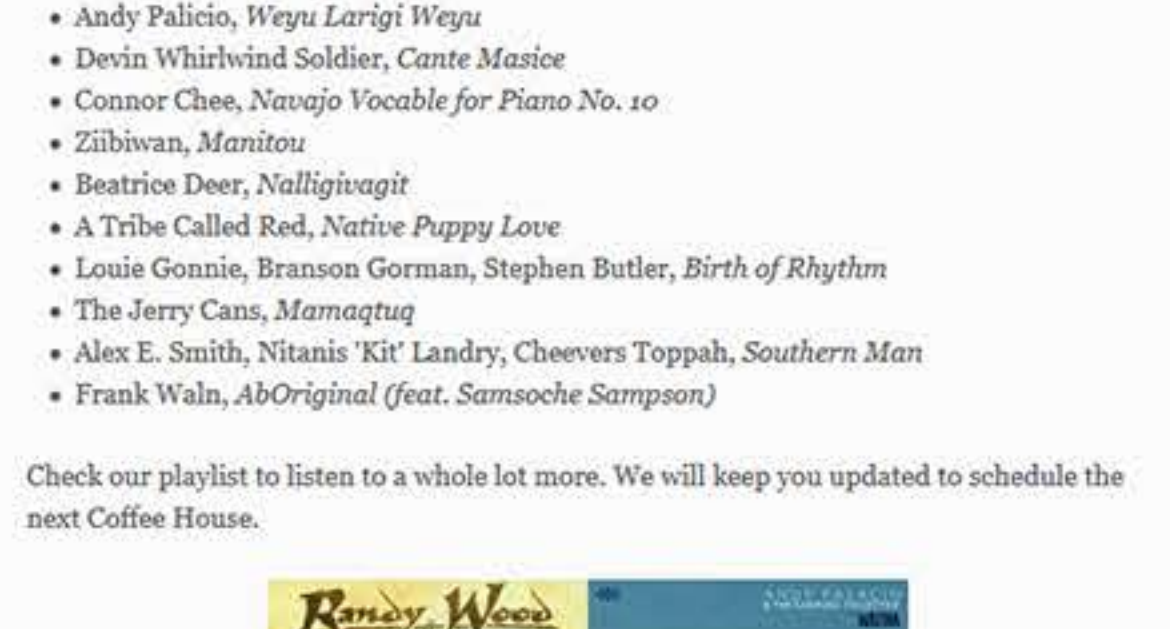 • Andy Palicio, Weyu Larigi Weyu
• Devin Whirlwind Soldier, Cante Masice
• Connor Chee, Navajo Vocable for Piano No. 10
• Ziibiwan, Manitou
• Beatrice Deer, Nalligivagit
• A Tribe Called Red, Native Puppy Love
• Louie Gonnie, Branson Gorman, Stephen Butler, Birth of Rhythm
• The Jerry Cans, Mamaqtuq
• Alex E. Smith, Nitanis 'Kit' Landry, Cheevers Toppah, Southern Man
• Frank Waln, AbOriginal (feat. Samsoche Sampson)
Check our playlist to listen to a whole lot more. We will keep you updated to schedule the
next Coffee House.
Randy Wood
ANDY PALACIO